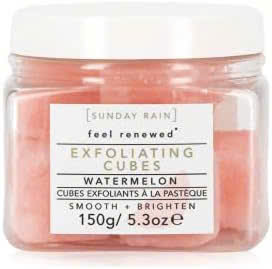 [SUNDAY RAIN]
feel renewed*
EXFOLIATING
CUBES
WATERMELON
CUBES EXFOLIANTS À LA PASTÈQUE
SMOOTH + BRIGHTEN
150g/ 5.3oz℮